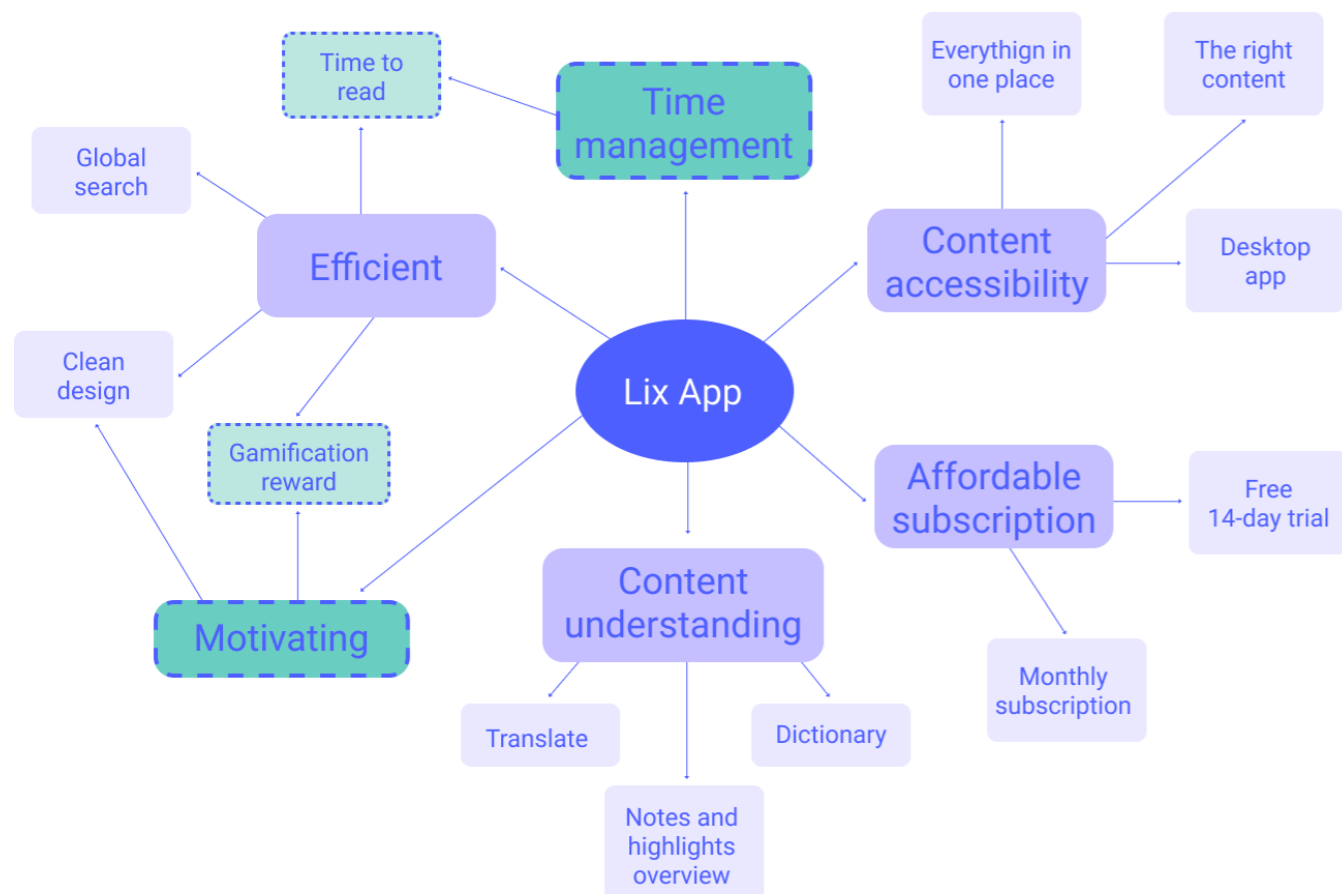 Time to
read
Time
management
Everythign in
one place
The right
content
Global
search
Efficient
Content
accessibility
Desktop
app
Clean
design
Lix App
Gamification
reward
Affordable
subscription
Free
14-day trial
Motivating
Content
understanding
Monthly
subscription
Translate
Dictionary
Notes and
highlights
overview